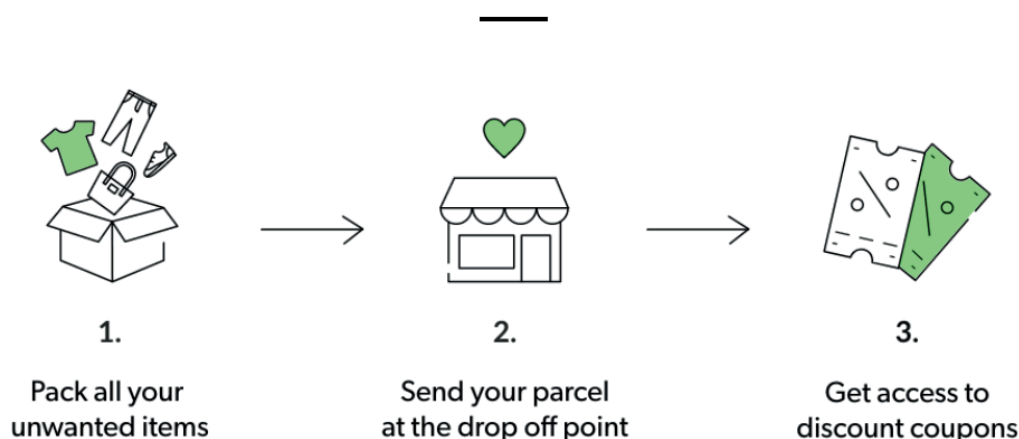 1.
Pack all your
unwanted items
2.
Send your parcel
at the drop off point
3.
Get access to
discount coupons